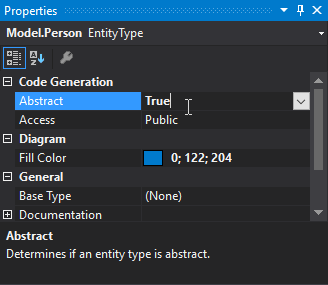 Properties
Model.Person EntityType
Code Generation
Abstract True
Access Public
Diagram
Fill Color 0; 122; 204
General
Base Type (None)
Documentation
Abstract
Determines if an entity type is abstract.